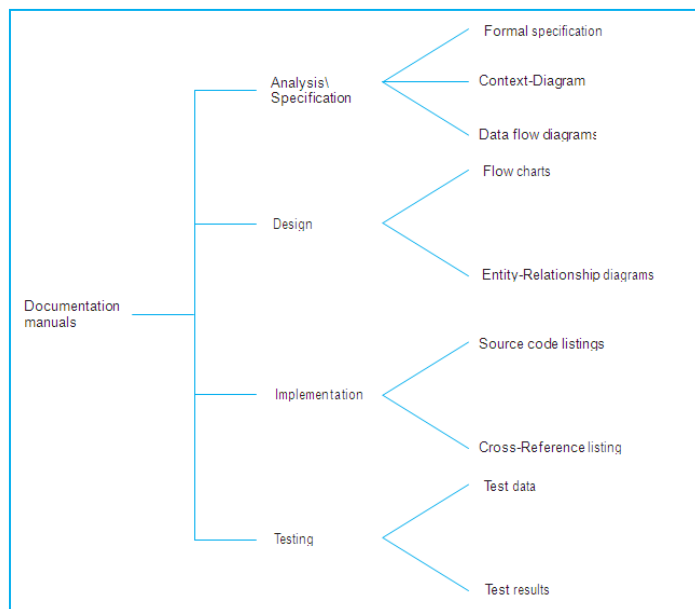 Formal specification
Analysis\
Specification
Context-Diagram
Data flow diagrams
Flow charts
Design
Entity-Relationship diagrams
Documentation
manuals
Source code listings
Implementation
Cross-Reference listing
Test data
Testing
Test results